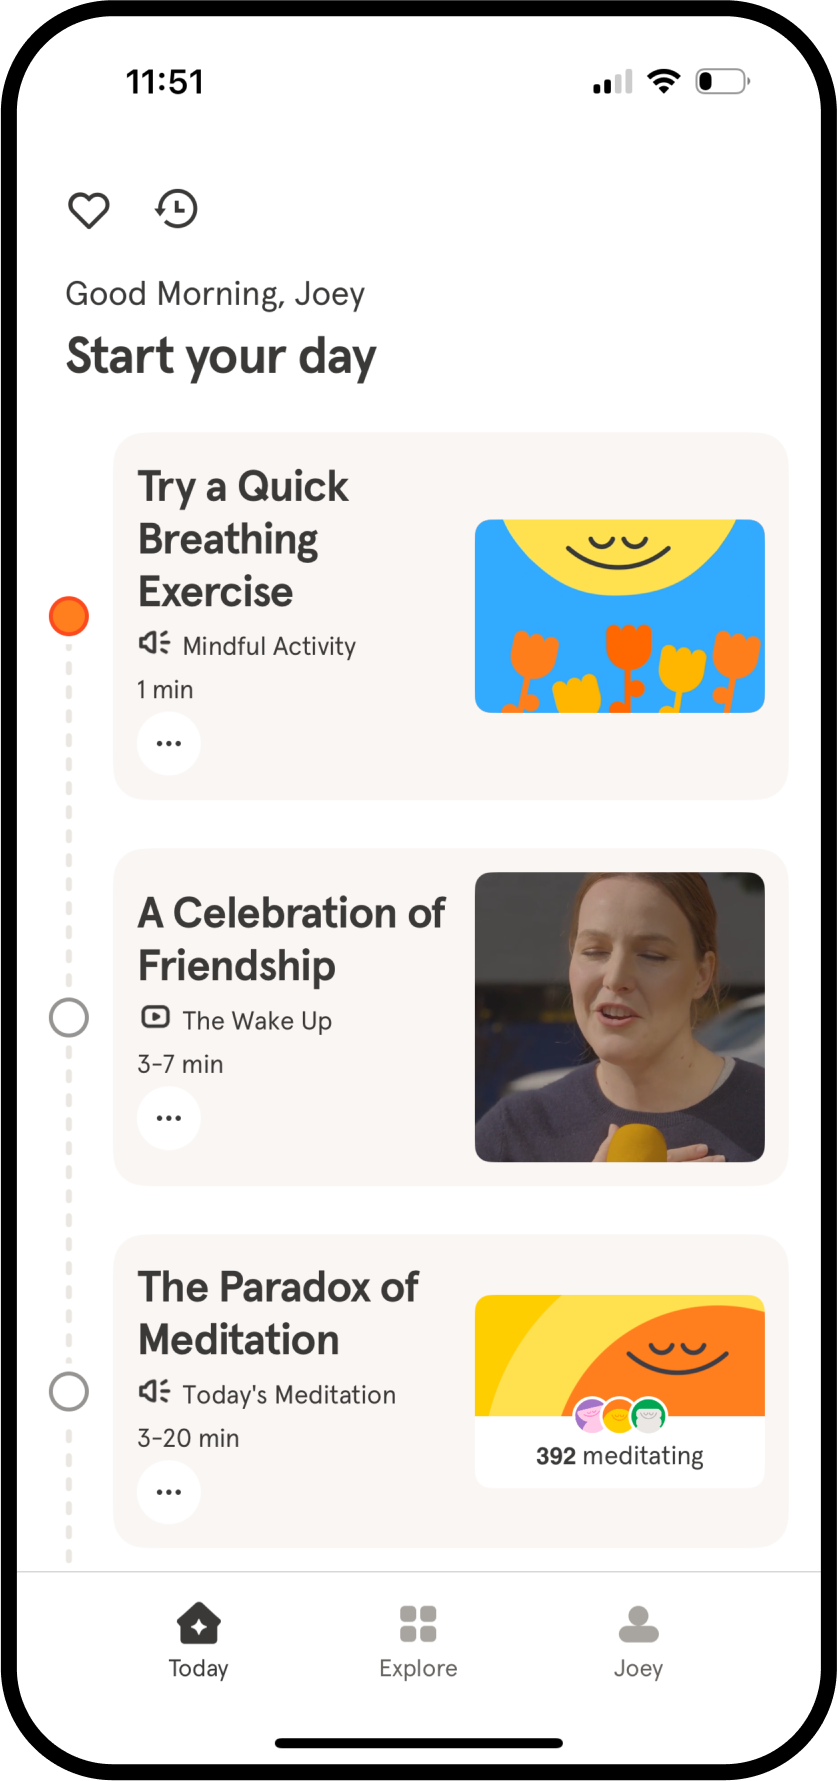 11:51
Good Morning, Joey
Start your day
Try a Quick
Breathing
Exercise
Mindful Activity
1 min
A Celebration of
Friendship
The Wake Up
3-7 min
The Paradox of
Meditation
Today's Meditation
3-20 min
392 meditating
Today
Explore
Joey